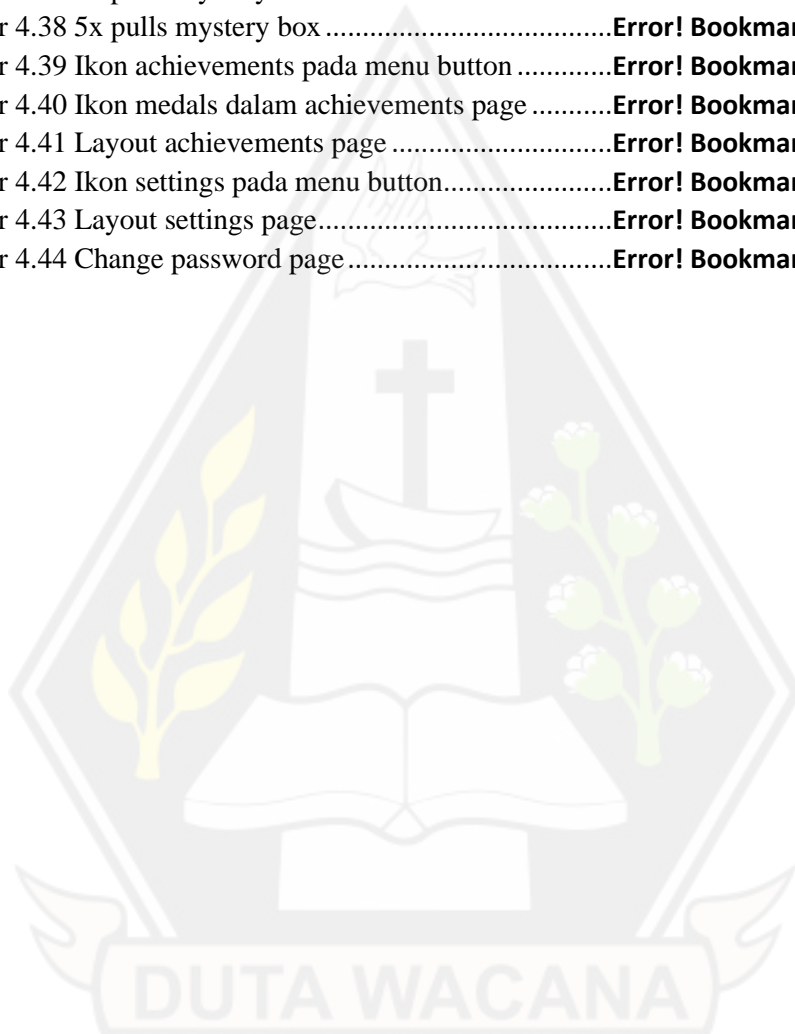 r 4.38 5x pulls mystery box....................................Error! Bookmar
r 4.39 Ikon achievements pada menu button ............Error! Bookmar
r 4.40 Ikon medals dalam achievements page ..........Error! Bookmar
r 4.41 Layout achievements page ............................Error! Bookmar
r 4.42 Ikon settings pada menu button.....................Error! Bookmar
r 4.43 Layout settings page.....................................Error! Bookmar
r 4.44 Change password page .................................Error! Bookmar
DUTA WACANA